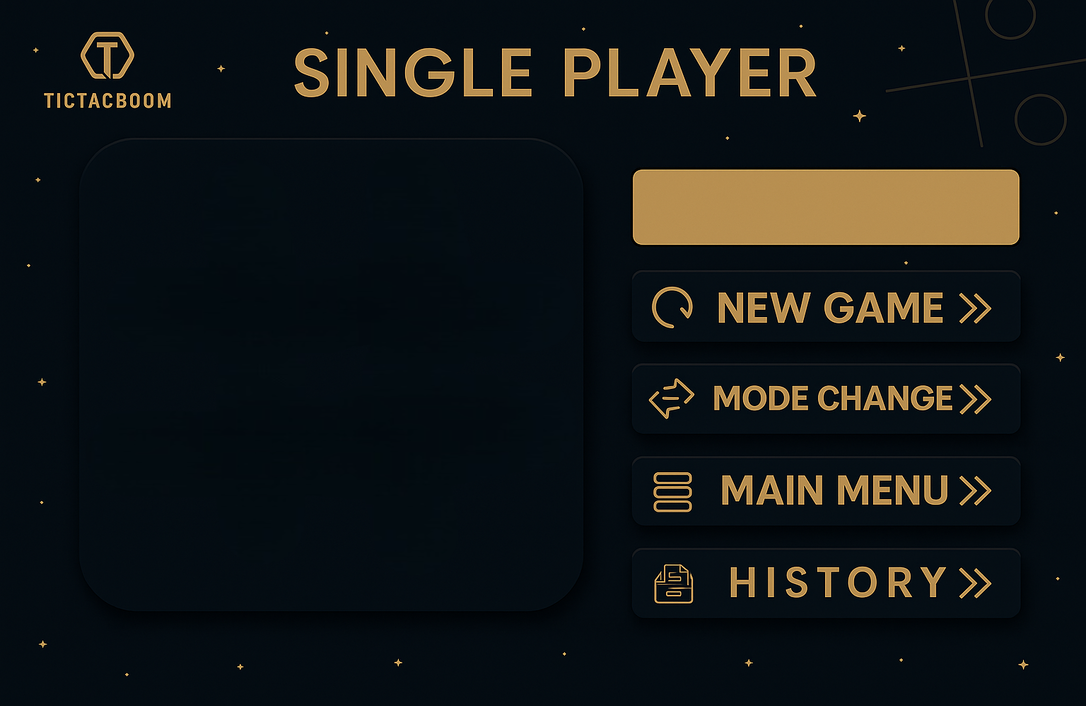 TICTACBOOM
SINGLE PLAYER
NEW GAME
MODE CHANGE
MAIN MENU
HISTORY